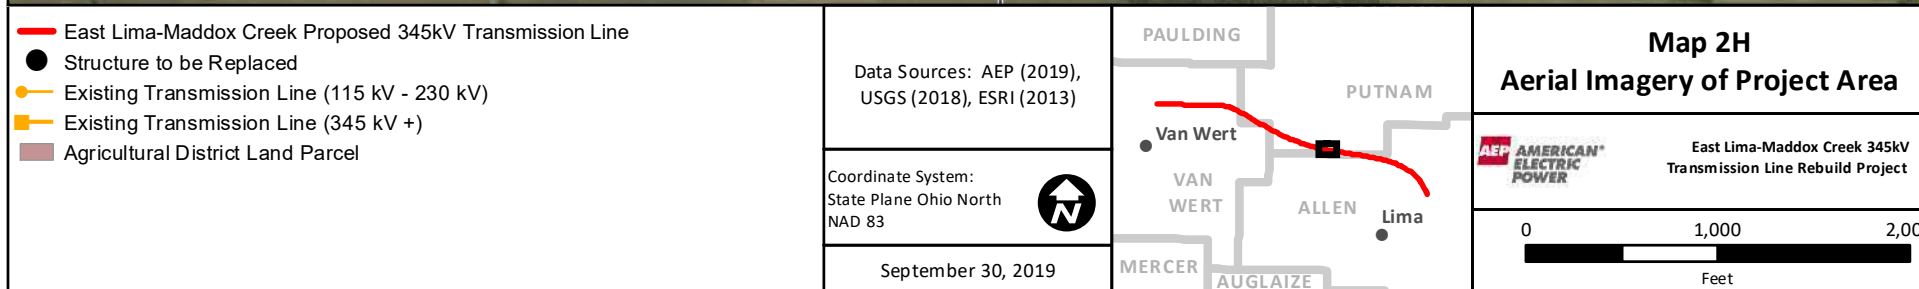 East Lima-Maddox Creek Proposed 345kV Transmission Line
Structure to be Replaced
Existing Transmission Line (115 kV - 230 kV)
Existing Transmission Line (345 kV +)
Agricultural District Land Parcel
Data Sources: AEP (2019),
USGS (2018), ESRI (2013)
Coordinate System:
State Plane Ohio North
NAD 83
N
September 30, 2019
PAULDING
PUTNAM
Van Wert
VAN
WERT
ALLEN
Lima
MERCER
AUGLAIZE
Map 2H
Aerial Imagery of Project Area
AEP AMERICAN®
ELECTRIC
POWER
East Lima-Maddox Creek 345kV
Transmission Line Rebuild Project
0 1,000 2,00
Feet